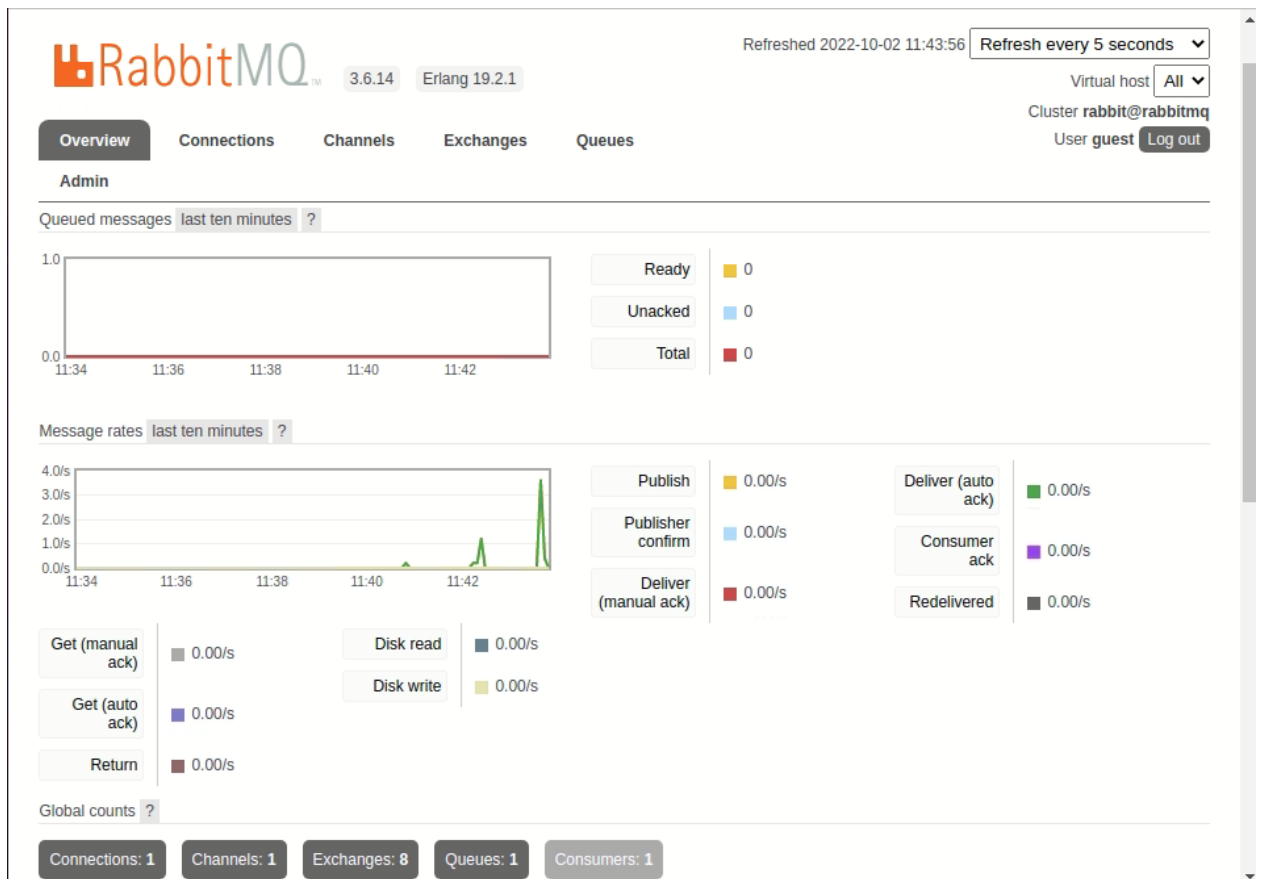 RabbitMQ TM 3.6.14 Erlang 19.2.1
Refreshed 2022-10-02 11:43:56 Refresh every 5 seconds
Virtual host All
Cluster rabbit@rabbitmq
User guest Log out
Overview Connections Channels Exchanges Queues
Admin
Queued messages last ten minutes ?
1.0
0.0
11:34 11:36 11:38 11:40 11:42
Ready 0
Unacked 0
Total 0
Message rates last ten minutes ?
4.0/s
3.0/s
2.0/s
1.0/s
0.0/s
11:34 11:36 11:38 11:40 11:42
Publish 0.00/s
Publisher
confirm 0.00/s
Deliver
(manual ack) 0.00/s
Deliver (auto
ack) 0.00/s
Consumer
ack 0.00/s
Redelivered 0.00/s
Get (manual
ack) 0.00/s
Get (auto
ack) 0.00/s
Return 0.00/s
Disk read 0.00/s
Disk write 0.00/s
Global counts ?
Connections: 1 Channels: 1 Exchanges: 8 Queues: 1 Consumers: 1